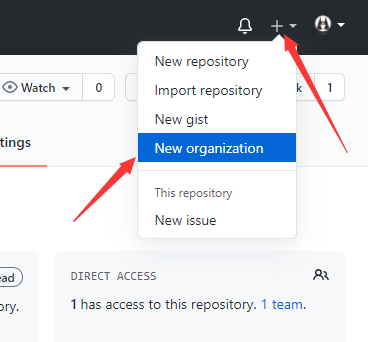 Watch 0 k 1
New repository
Import repository
New gist
New organization
tings
This repository
New issue
ead
ory.
DIRECT ACCESS
1 has access to this repository. 1 team.